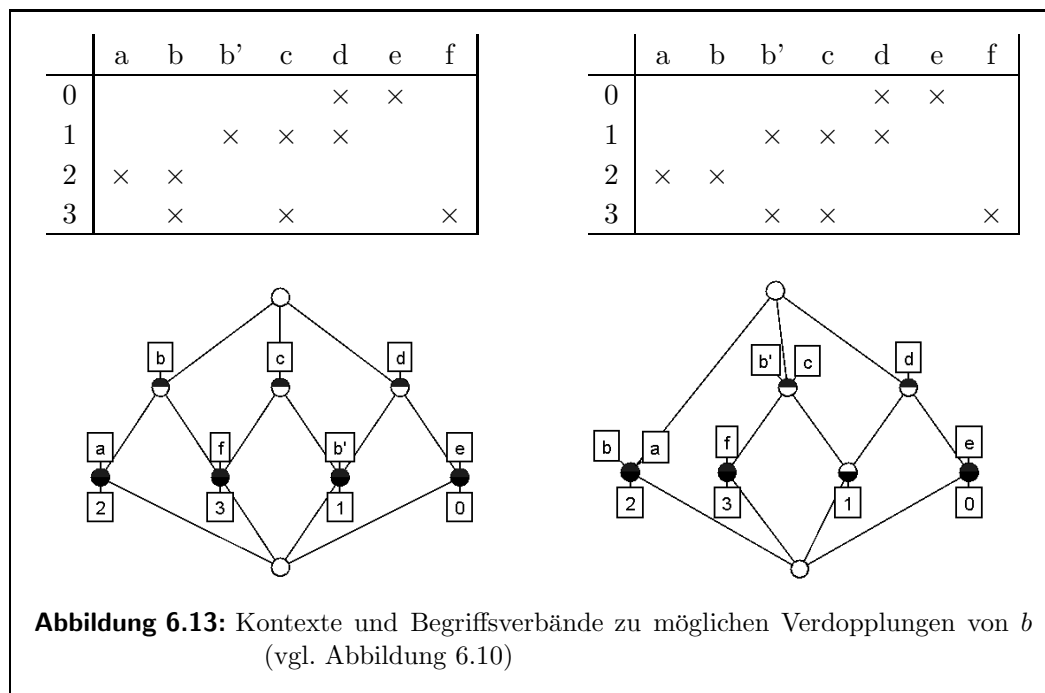 a b b' c d e f
0 × ×
1 × × ×
2 × ×
3 × × ×
a b b' c d e f
0 × ×
1 × × ×
2 × ×
3 × × ×
b c d
a f b' e
2 3 1 0
b' c d
b a f e
2 3 1 0
Abbildung 6.13: Kontexte und Begriffsverbände zu möglichen Verdopplungen von b
(vgl. Abbildung 6.10)